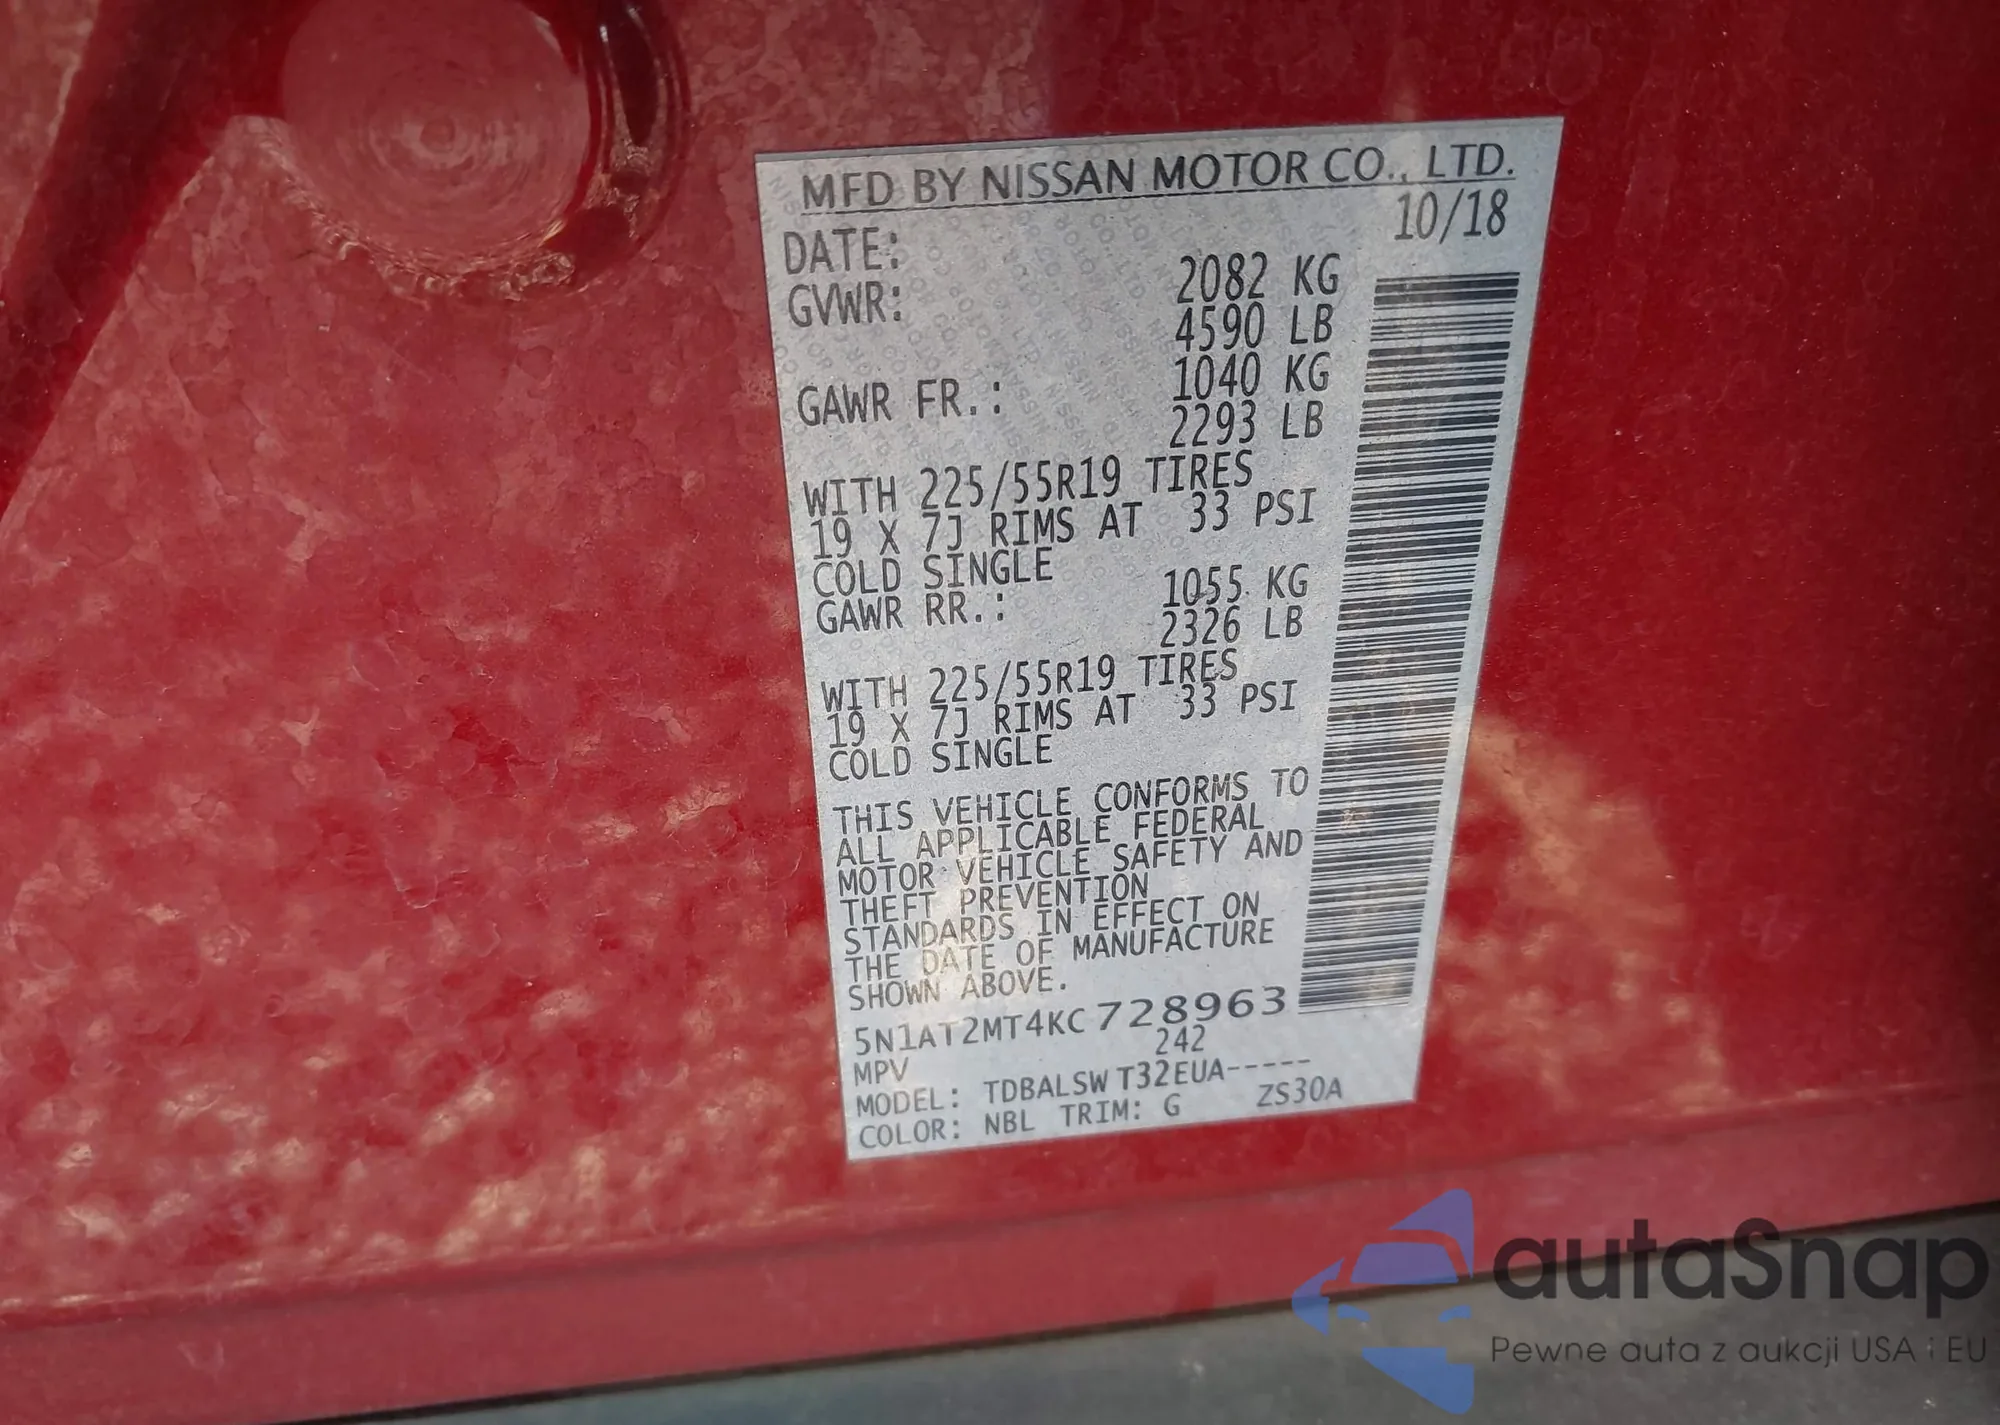 MFD BY NISSAN MOTOR CO., LTD.
DATE: 10/18
GVWR: 2082 KG
4590 LB
GAWR FR.: 1040 KG
2293 LB
WITH 225/55R19 TIRES
19 X 7J RIMS AT 33 PSI
COLD SINGLE
GAWR RR.: 1055 KG
2326 LB
WITH 225/55R19 TIRES
19 X 7J RIMS AT 33 PSI
COLD SINGLE
THIS VEHICLE CONFORMS TO
ALL APPLICABLE FEDERAL
MOTOR VEHICLE SAFETY AND
THEFT PREVENTION
STANDARDS IN EFFECT ON
THE DATE OF MANUFACTURE
SHOWN ABOVE.
5N1AT2MT4KC728963
MPV 242
MODEL: TDBALSW T32EUA-----
COLOR: NBL TRIM: G ZS30A
autaSnap
Pewne auta z aukcji USA i EU